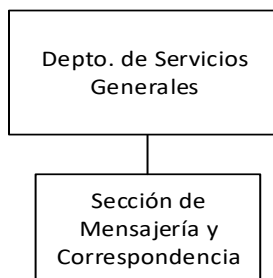 Depto. de Servicios
Generales
Sección de
Mensajería y
Correspondencia